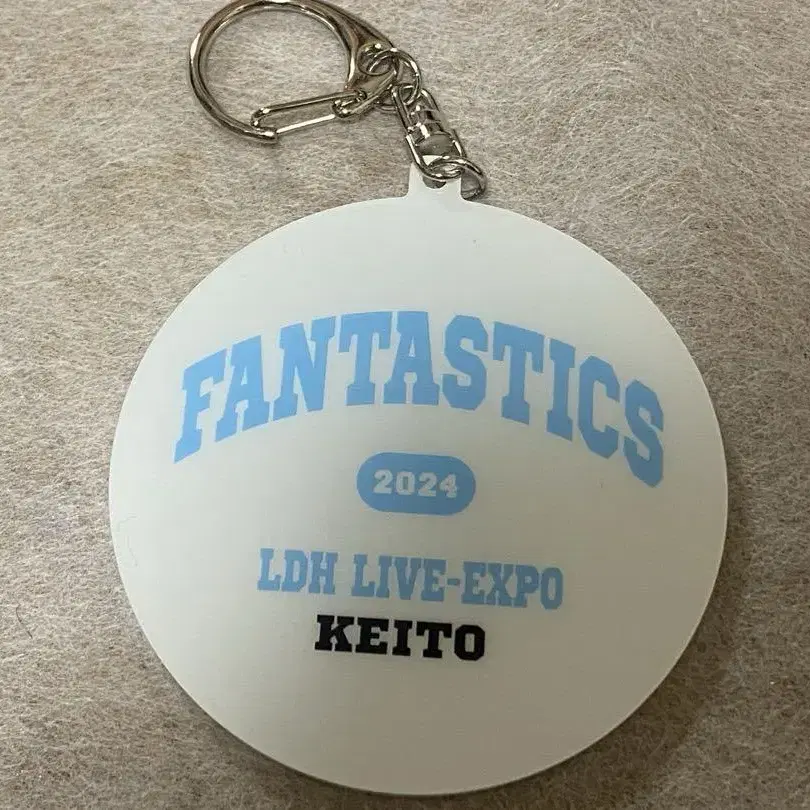 FANTASTICS
2024
LDH LIVE-EXPO
KEITO